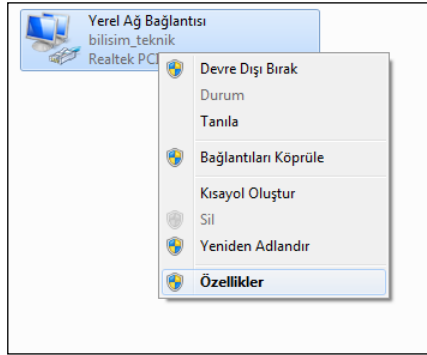 Yerel Ağ Bağlantısı
bilisim_teknik
Realtek PCI
Devre Dışı Bırak
Durum
Tanıla
Bağlantıları Köprüle
Kısayol Oluştur
Sil
Yeniden Adlandır
Özellikler